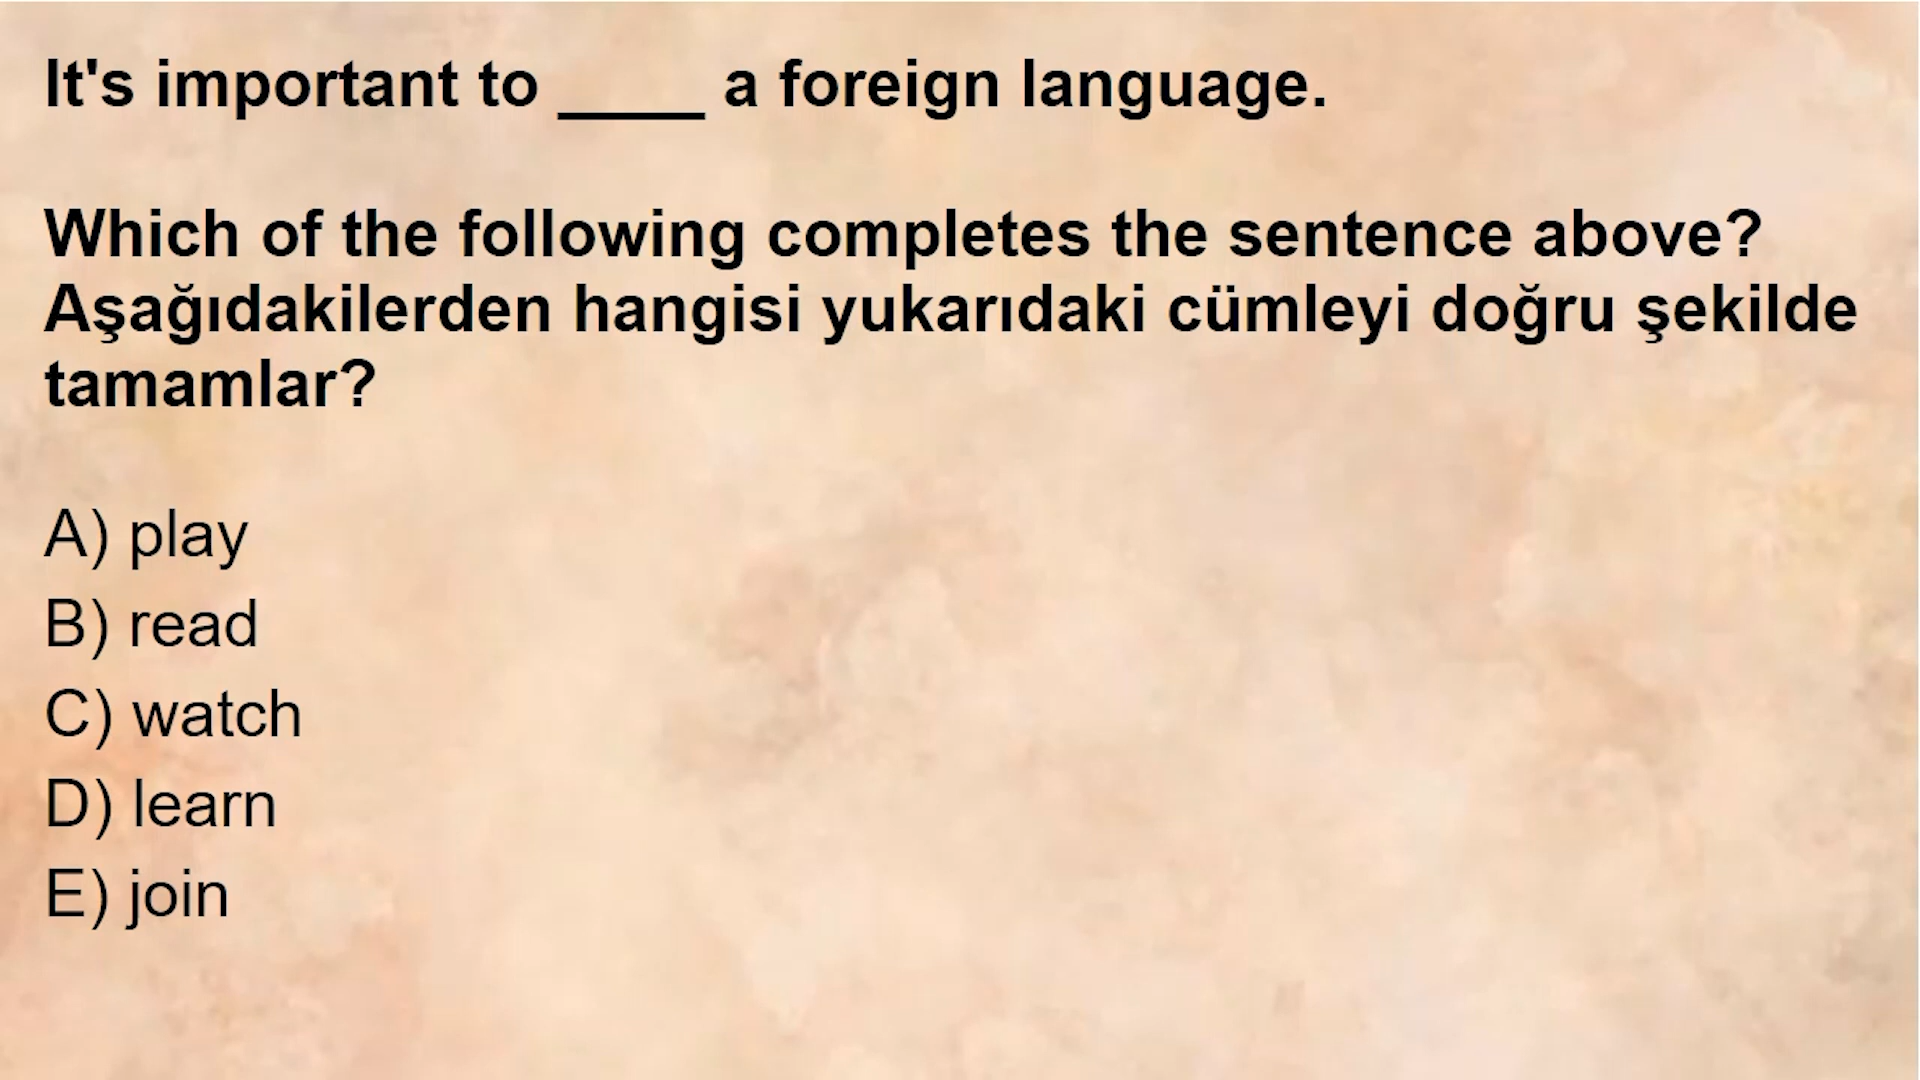 It's important to ____ a foreign language.
Which of the following completes the sentence above?
Aşağıdakilerden hangisi yukarıdaki cümleyi doğru şekilde
tamamlar?
A) play
B) read
C) watch
D) learn
E) join